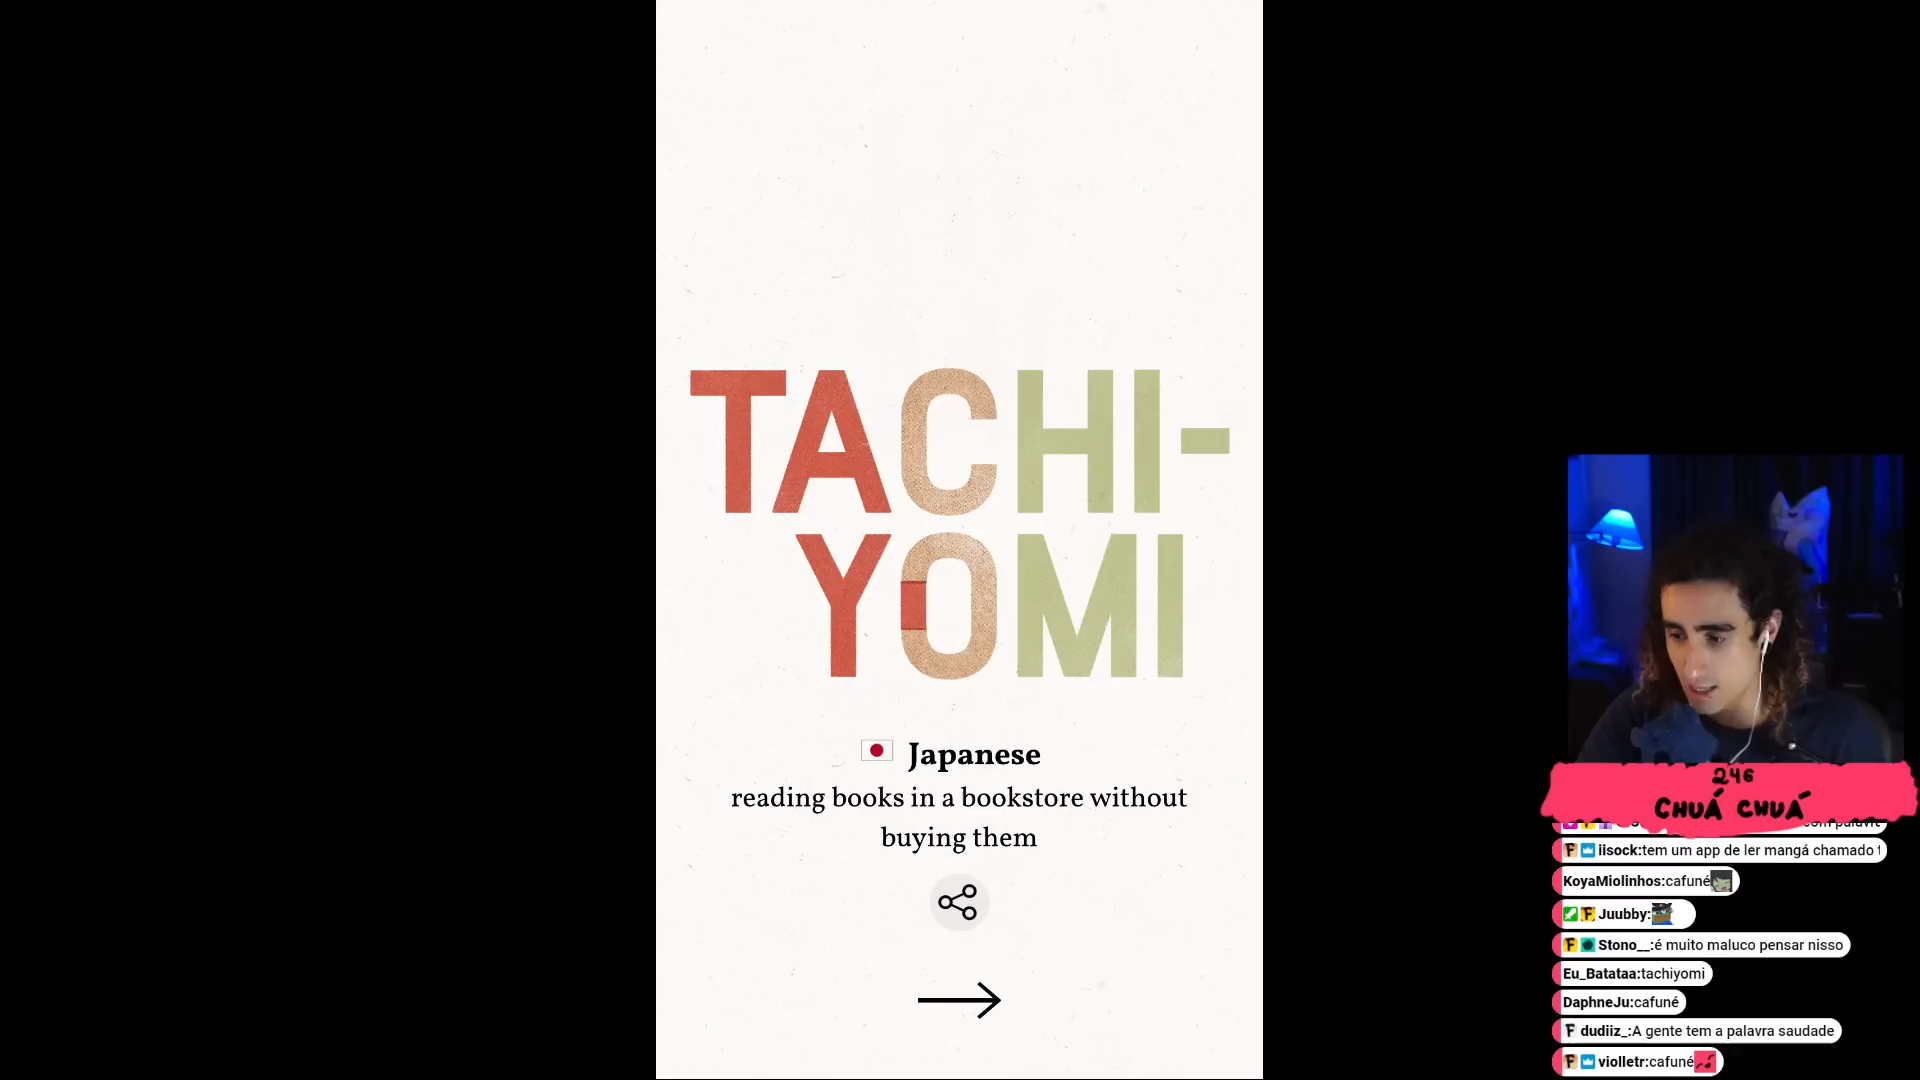 TACHI-
YOMI
Japanese
reading books in a bookstore without
buying them
246
CHUÁ CHUÁ
iisock:tem um app de ler mangá chamado
KoyaMiolinhos:cafuné
Juubby:
Stono__:é muito maluco pensar nisso
Eu_Batataa:tachiyomi
DaphneJu:cafuné
dudiiz_:A gente tem a palavra saudade
violletr:cafuné